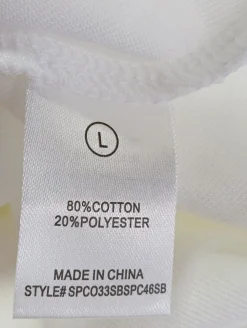 L
80%COTTON
20%POLYESTER
MADE IN CHINA
STYLE# SPCO33SBSPC46SB